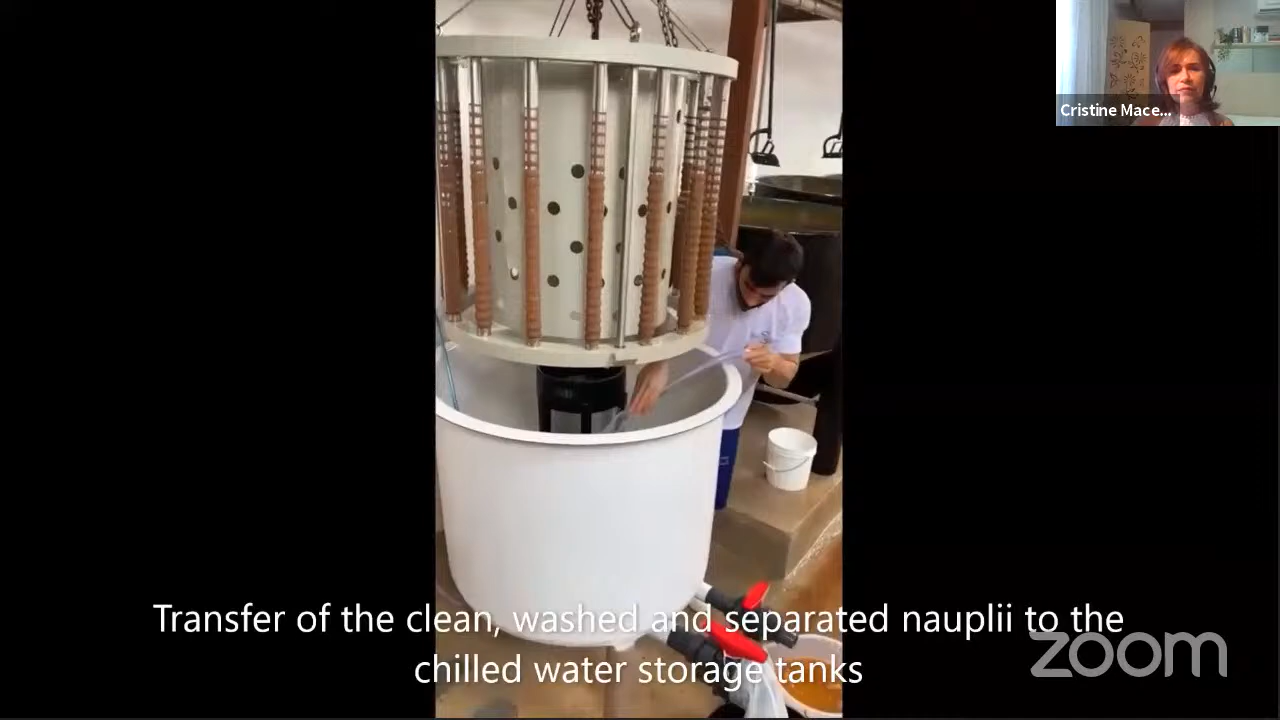 Cristine Mace...
Transfer of the clean, washed and separated nauplii to the
chilled water storage tanks
zoom